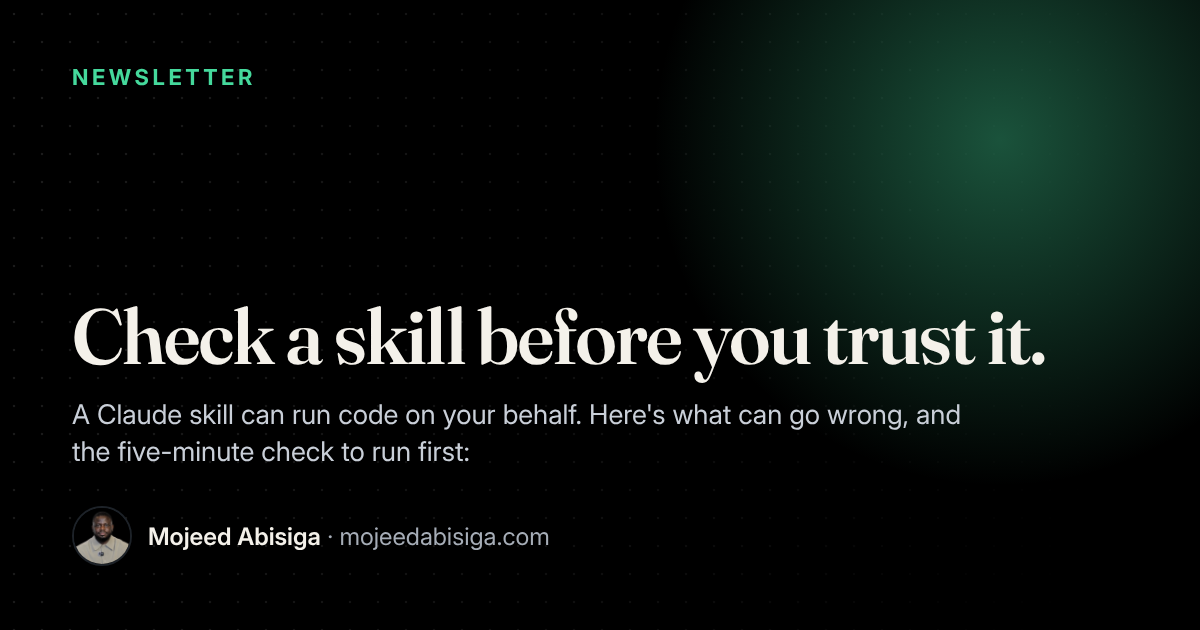 NEWSLETTER
Check a skill before you trust it.
A Claude skill can run code on your behalf. Here's what can go wrong, and
the five-minute check to run first:
Mojeed Abisiga · mojeedabisiga.com